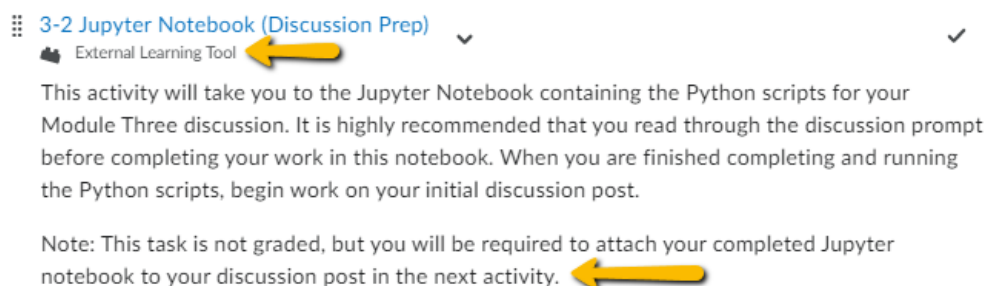 3-2 Jupyter Notebook (Discussion Prep)
External Learning Tool
This activity will take you to the Jupyter Notebook containing the Python scripts for your
Module Three discussion. It is highly recommended that you read through the discussion prompt
before completing your work in this notebook. When you are finished completing and running
the Python scripts, begin work on your initial discussion post.
Note: This task is not graded, but you will be required to attach your completed Jupyter
notebook to your discussion post in the next activity.